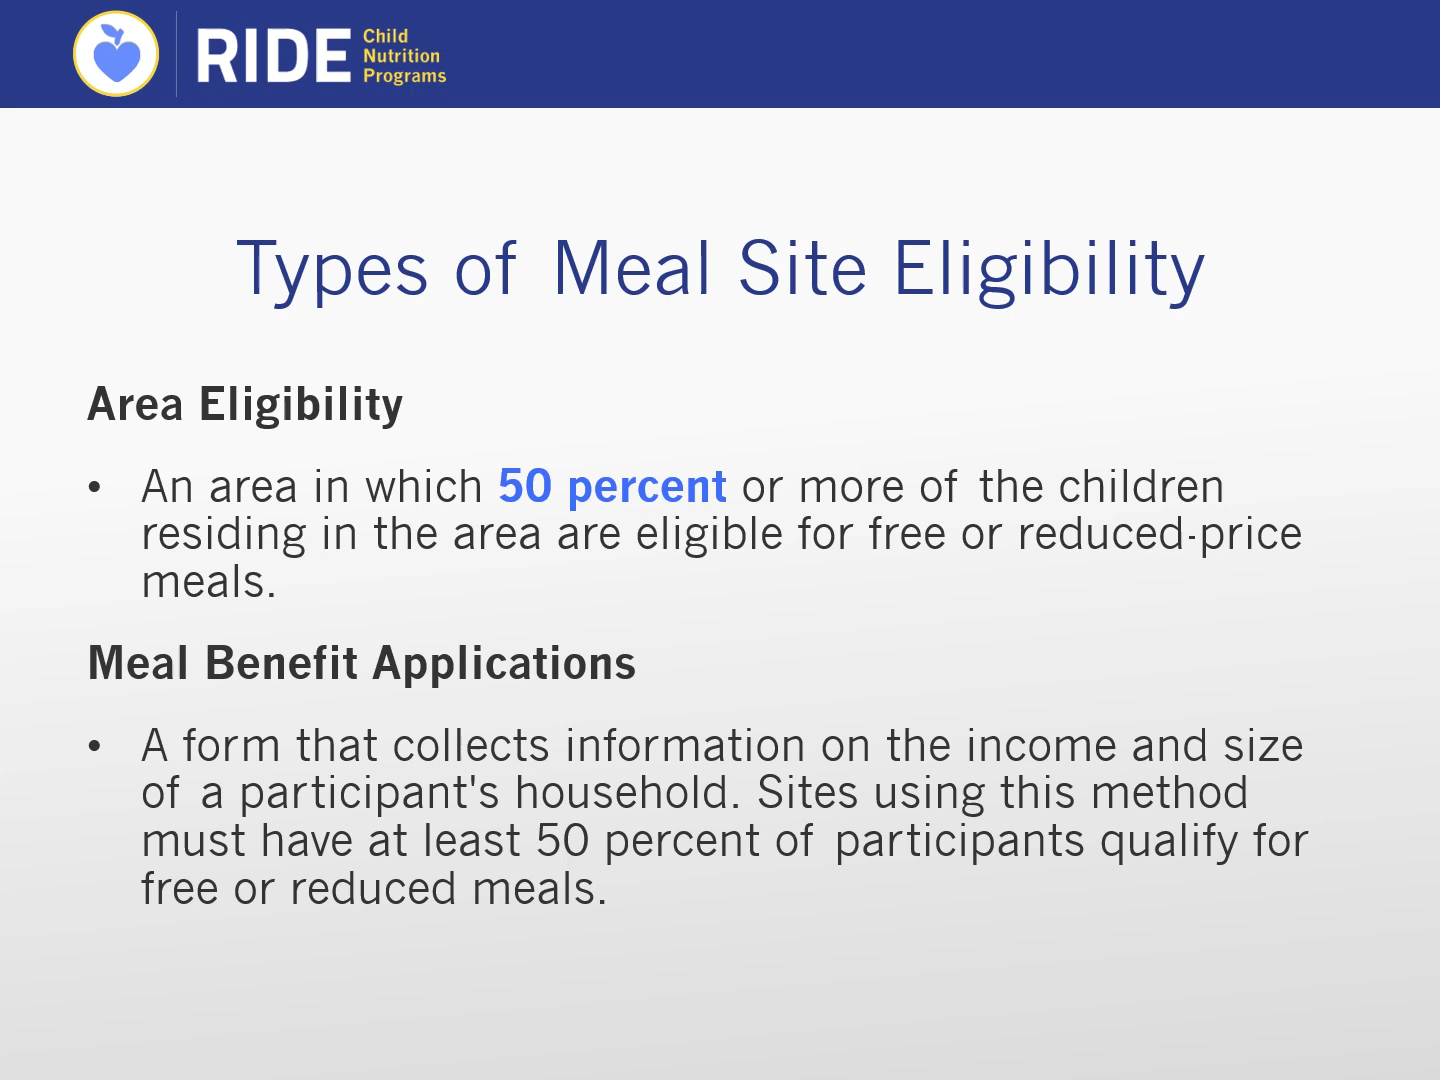 RIDE
Child
Nutrition
Programs
Types of Meal Site Eligibility
Area Eligibility
• An area in which 50 percent or more of the children
residing in the area are eligible for free or reduced-price
meals.
Meal Benefit Applications
• A form that collects information on the income and size
of a participant's household. Sites using this method
must have at least 50 percent of participants qualify for
free or reduced meals.